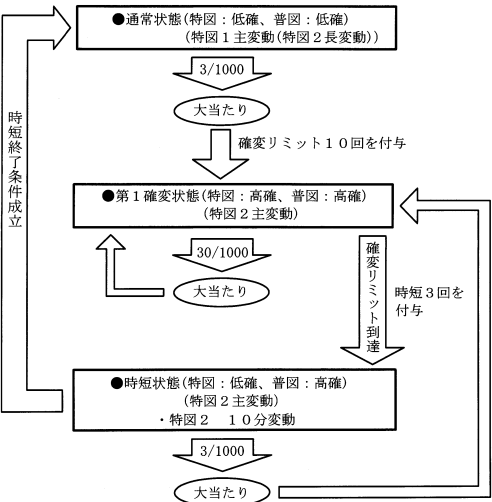 ●通常状態(特図：低確、普図：低確)
(特図１主変動(特図２長変動))
3/1000
大当たり
確変リミット１０回を付与
時短終了条件成立
●第１確変状態(特図：高確、普図：高確)
(特図２主変動)
30/1000
大当たり
確変リミット到達
時短３回を
付与
●時短状態(特図：低確、普図：高確)
(特図２主変動)
・特図２　１０分変動
3/1000
大当たり